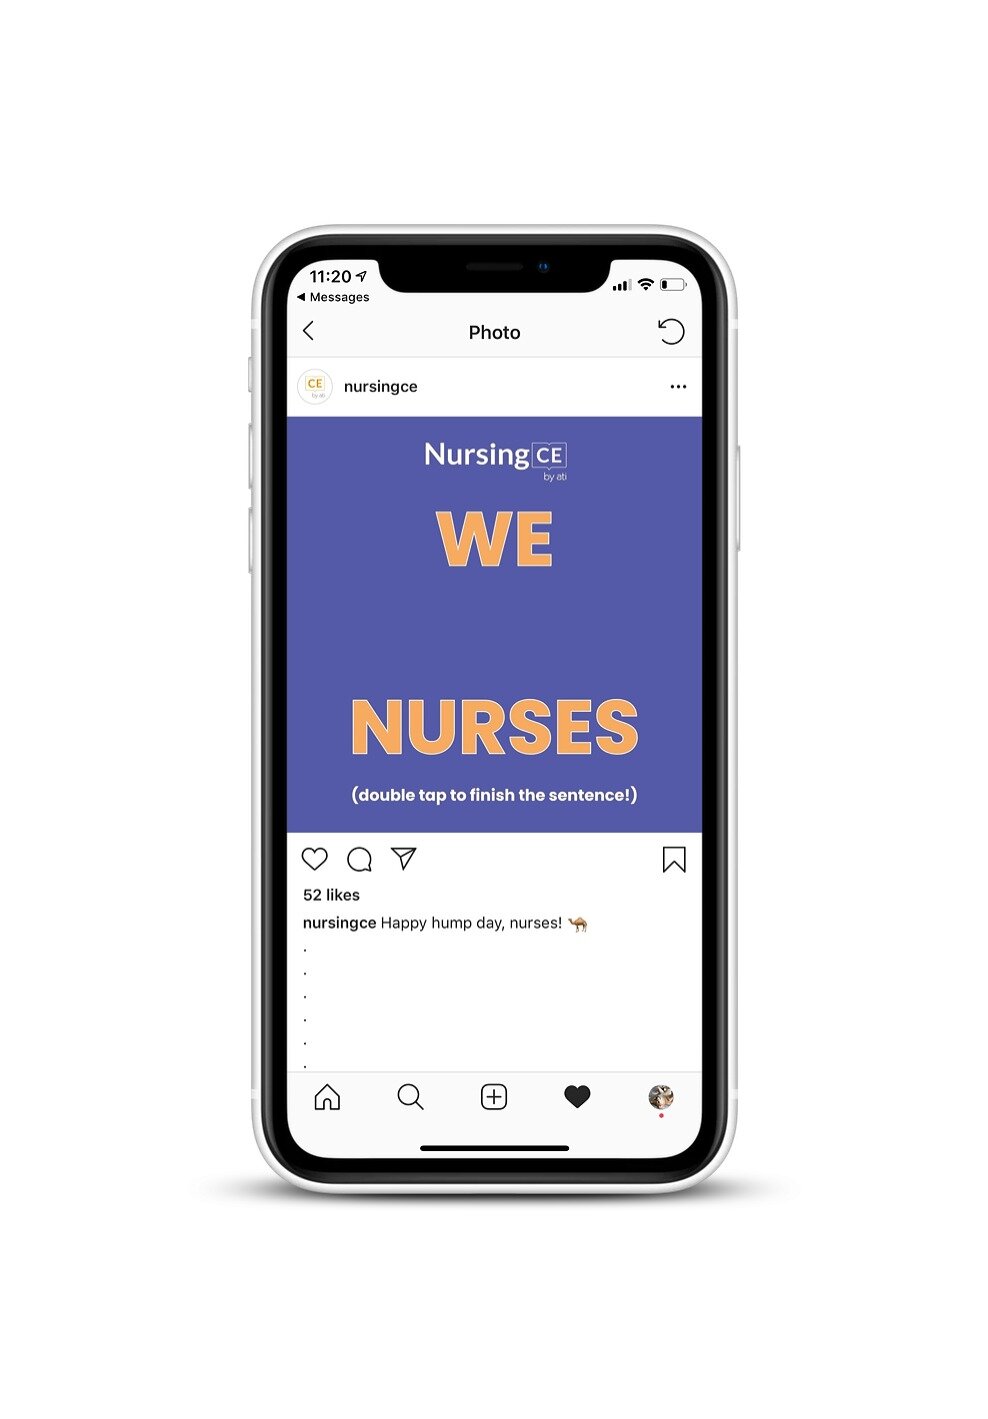 11:20
Messages
Photo
CE
by ati
nursingce
Nursing CE
by ati
WE
NURSES
(double tap to finish the sentence!)
52 likes
nursingce Happy hump day, nurses! 🐪
.
.
.
.
.
.